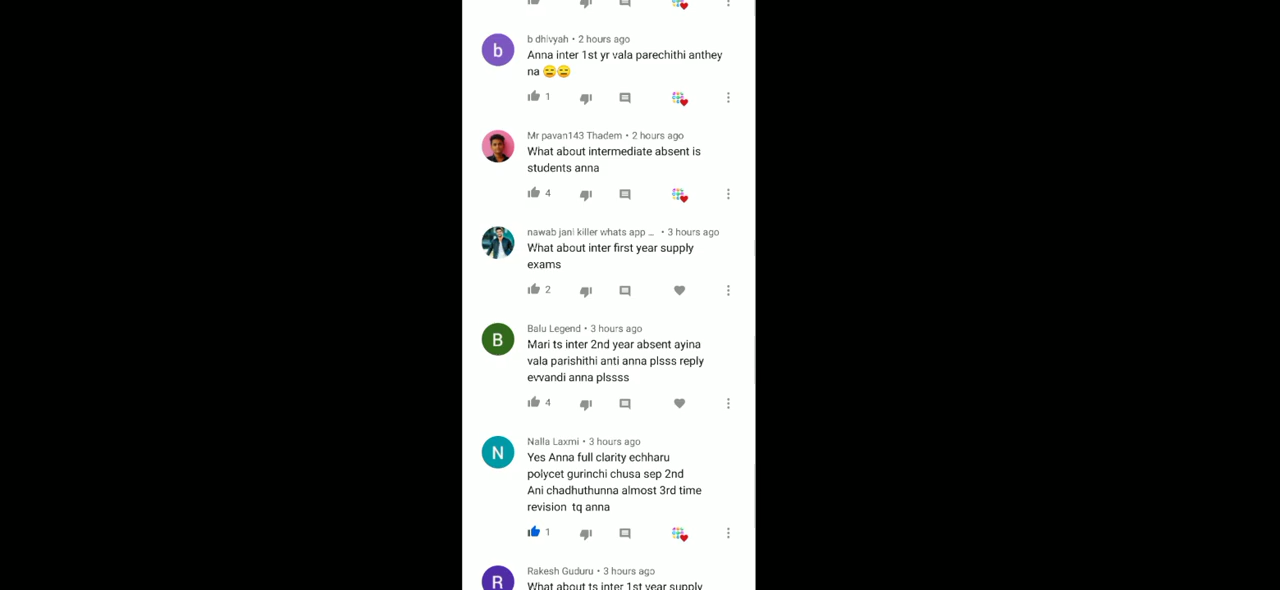 b dhivyah • 2 hours ago
Anna inter 1st yr vala parechithi anthey
na 😑😑
1
Mr pavan143 Thadem • 2 hours ago
What about intermediate absent is
students anna
4
nawab jani killer whats app ... • 3 hours ago
What about inter first year supply
exams
2
B
Balu Legend • 3 hours ago
Mari ts inter 2nd year absent ayina
vala parishithi anti anna plsss reply
evvandi anna plssss
4
N
Nalla Laxmi • 3 hours ago
Yes Anna full clarity echharu
polycet gurinchi chusa sep 2nd
Ani chadhuthunna almost 3rd time
revision tq anna
1
R
Rakesh Guduru • 3 hours ago
What about ts inter 1st year supply